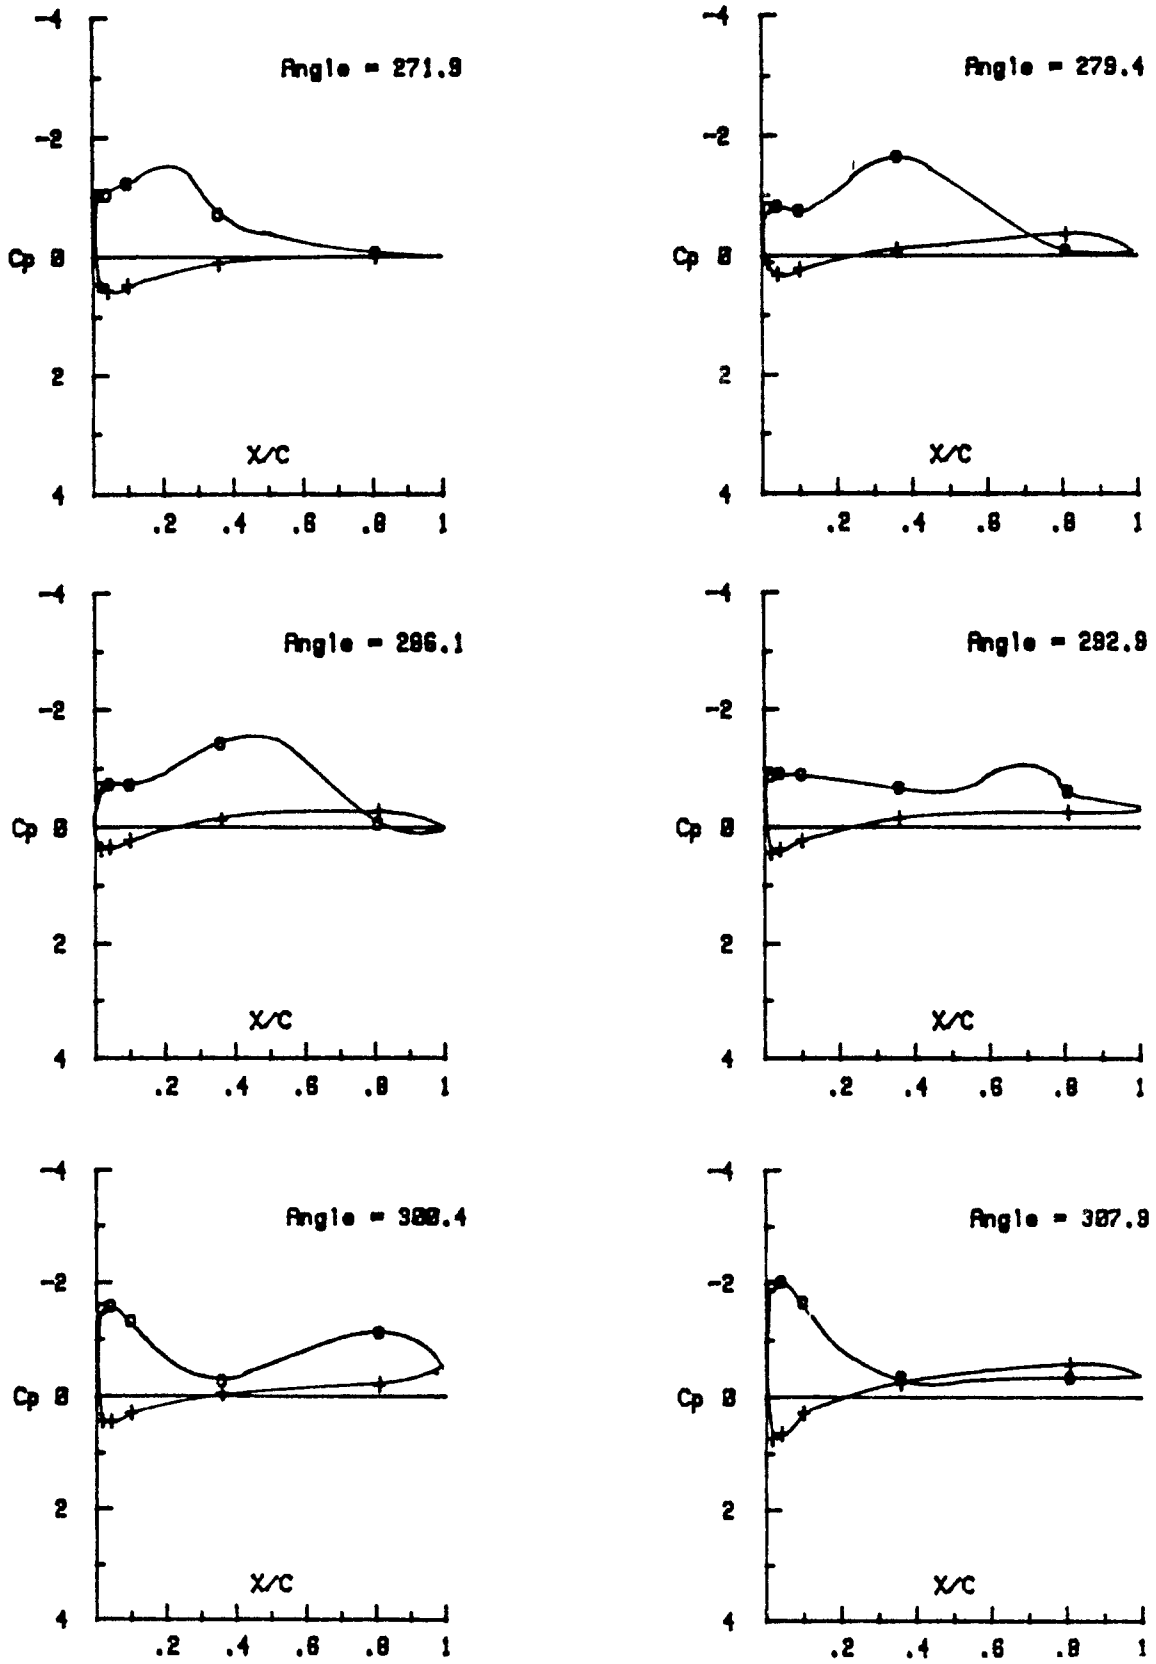 -4
Angle = 271.9
-2
Cp 0
2
X/C
4
.2 .4 .6 .8 1
-4
Angle = 279.4
-2
Cp 0
2
X/C
4
.2 .4 .6 .8 1
-4
Angle = 286.1
-2
Cp 0
2
X/C
4
.2 .4 .6 .8 1
-4
Angle = 292.9
-2
Cp 0
2
X/C
4
.2 .4 .6 .8 1
-4
Angle = 300.4
-2
Cp 0
2
X/C
4
.2 .4 .6 .8 1
-4
Angle = 307.9
-2
Cp 0
2
X/C
4
.2 .4 .6 .8 1